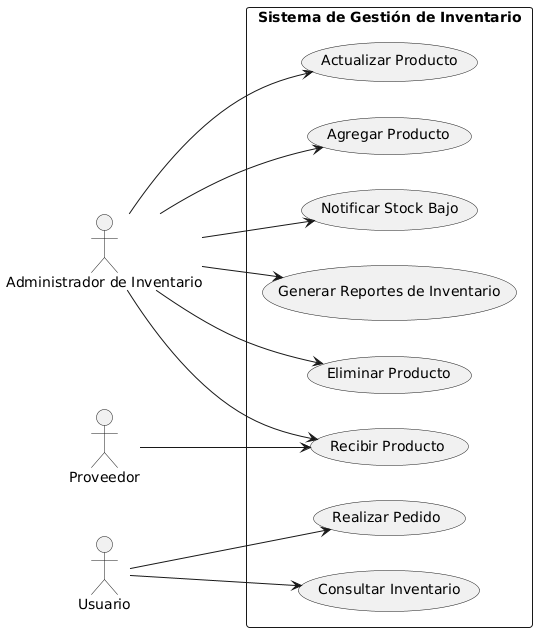 Sistema de Gestión de Inventario
Actualizar Producto
Agregar Producto
Notificar Stock Bajo
Administrador de Inventario
Generar Reportes de Inventario
Eliminar Producto
Recibir Producto
Proveedor
Realizar Pedido
Consultar Inventario
Usuario